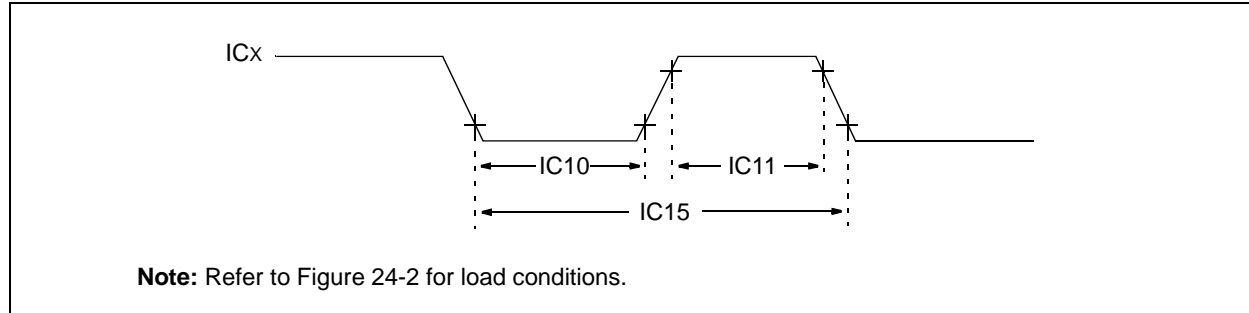 ICx
IC10
IC11
IC15
Note: Refer to Figure 24-2 for load conditions.